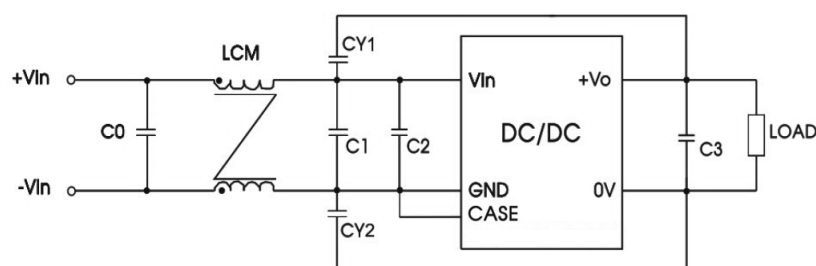 LCM
CY1
+Vin
Vin
+Vo
C0
C1
C2
DC/DC
C3
LOAD
-Vin
GND
0V
CASE
CY2